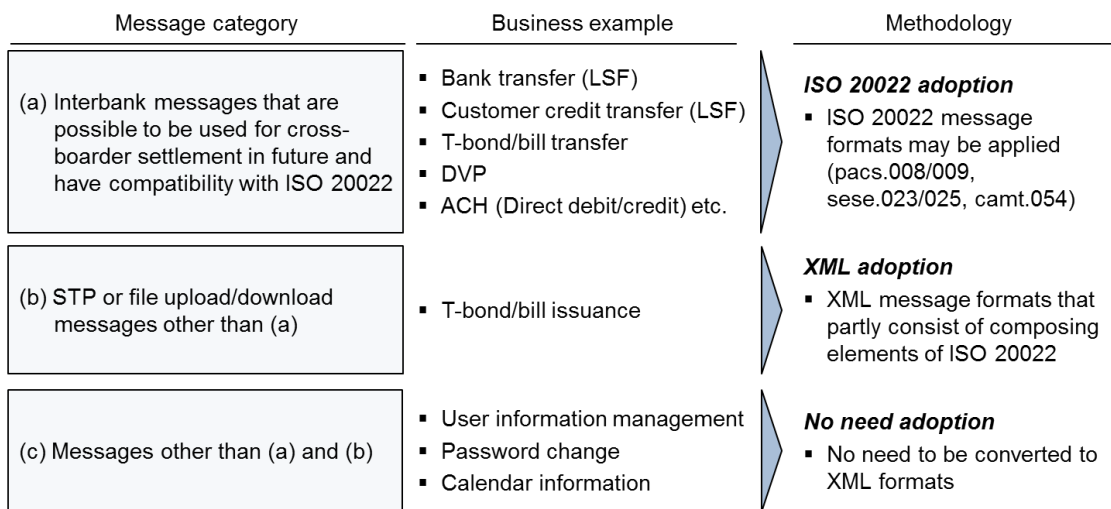 Message category
Business example
Methodology
(a) Interbank messages that are
possible to be used for cross-
boarder settlement in future and
have compatibility with ISO 20022
▪ Bank transfer (LSF)
▪ Customer credit transfer (LSF)
▪ T-bond/bill transfer
▪ DVP
▪ ACH (Direct debit/credit) etc.
ISO 20022 adoption
▪ ISO 20022 message
formats may be applied
(pacs.008/009,
sese.023/025, camt.054)
(b) STP or file upload/download
messages other than (a)
▪ T-bond/bill issuance
XML adoption
▪ XML message formats that
partly consist of composing
elements of ISO 20022
(c) Messages other than (a) and (b)
▪ User information management
▪ Password change
▪ Calendar information
No need adoption
▪ No need to be converted to
XML formats